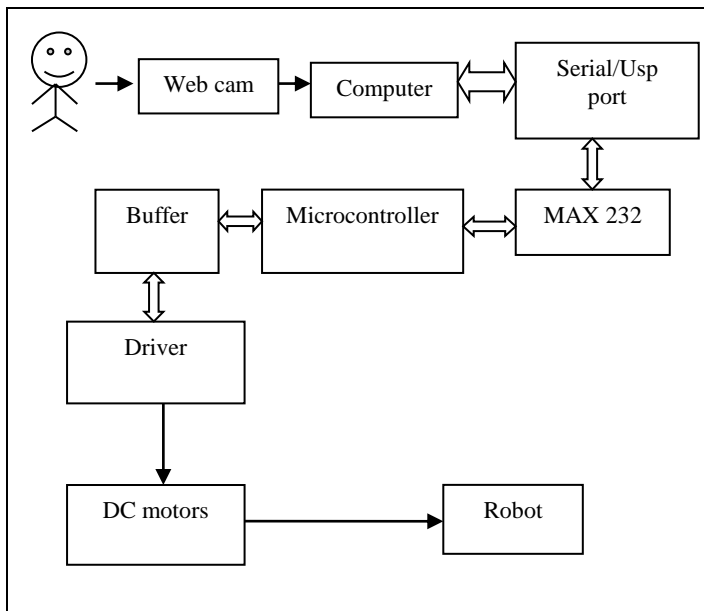 Web cam
Computer
Serial/Usp
port
Buffer
Microcontroller
MAX 232
Driver
DC motors
Robot